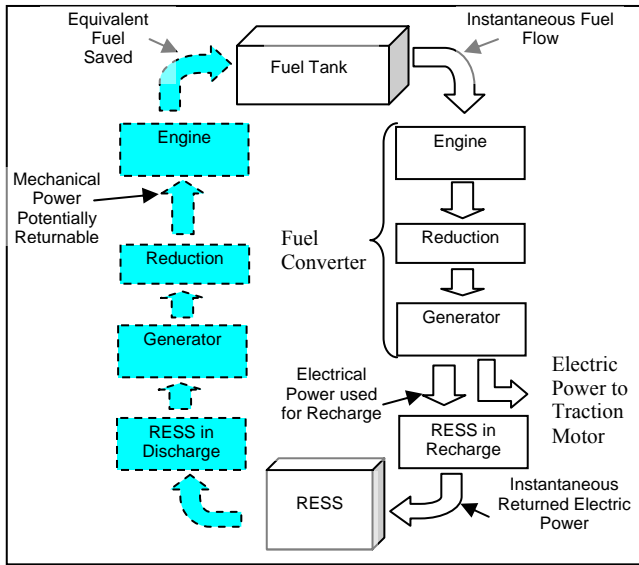 Equivalent
Fuel
Saved
Fuel Tank
Instantaneous Fuel
Flow
Engine
Engine
Mechanical
Power
Potentially
Returnable
Reduction
Fuel
Converter
Reduction
Generator
Generator
Electrical
Power used
for Recharge
Electric
Power to
Traction
Motor
RESS in
Discharge
RESS in
Recharge
RESS
Instantaneous
Returned Electric
Power